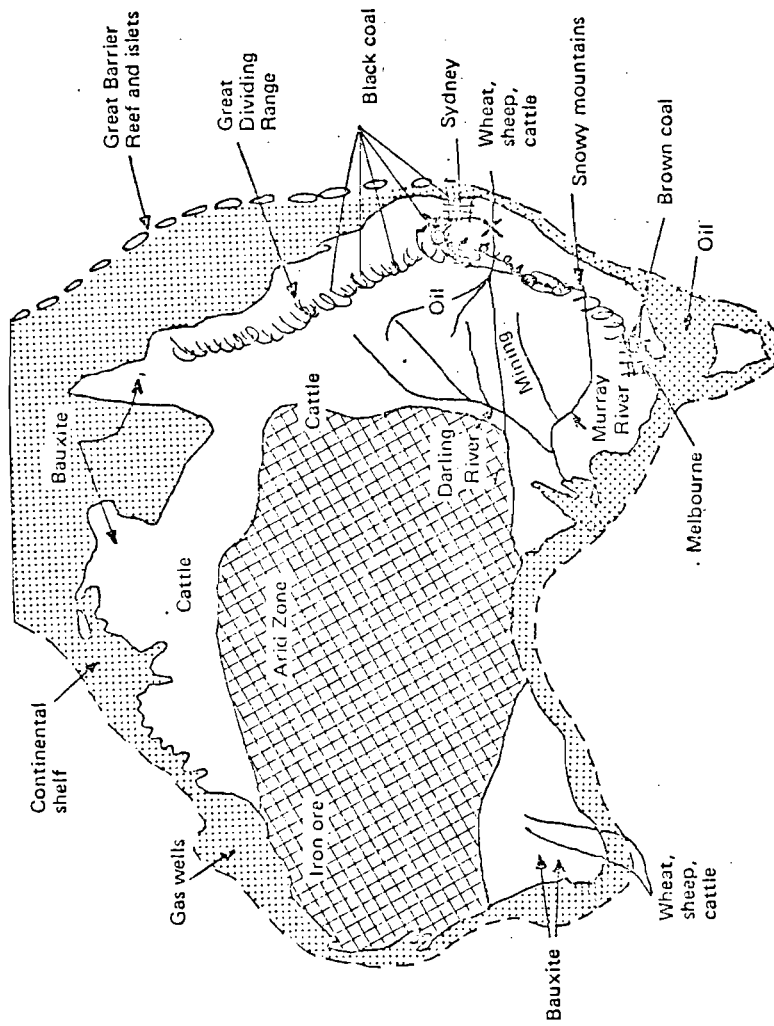 Great Barrier
Reef and islets
Great
Dividing
Range
Black coal
Sydney
Wheat,
sheep,
cattle
Snowy mountains
Brown coal
Oil
Bauxite
Cattle
Oil
Mining
Darling
River
Murray
River
Melbourne
Continental
shelf
Cattle
Arid Zone
Gas wells
Iron ore
Bauxite
Wheat,
sheep,
cattle